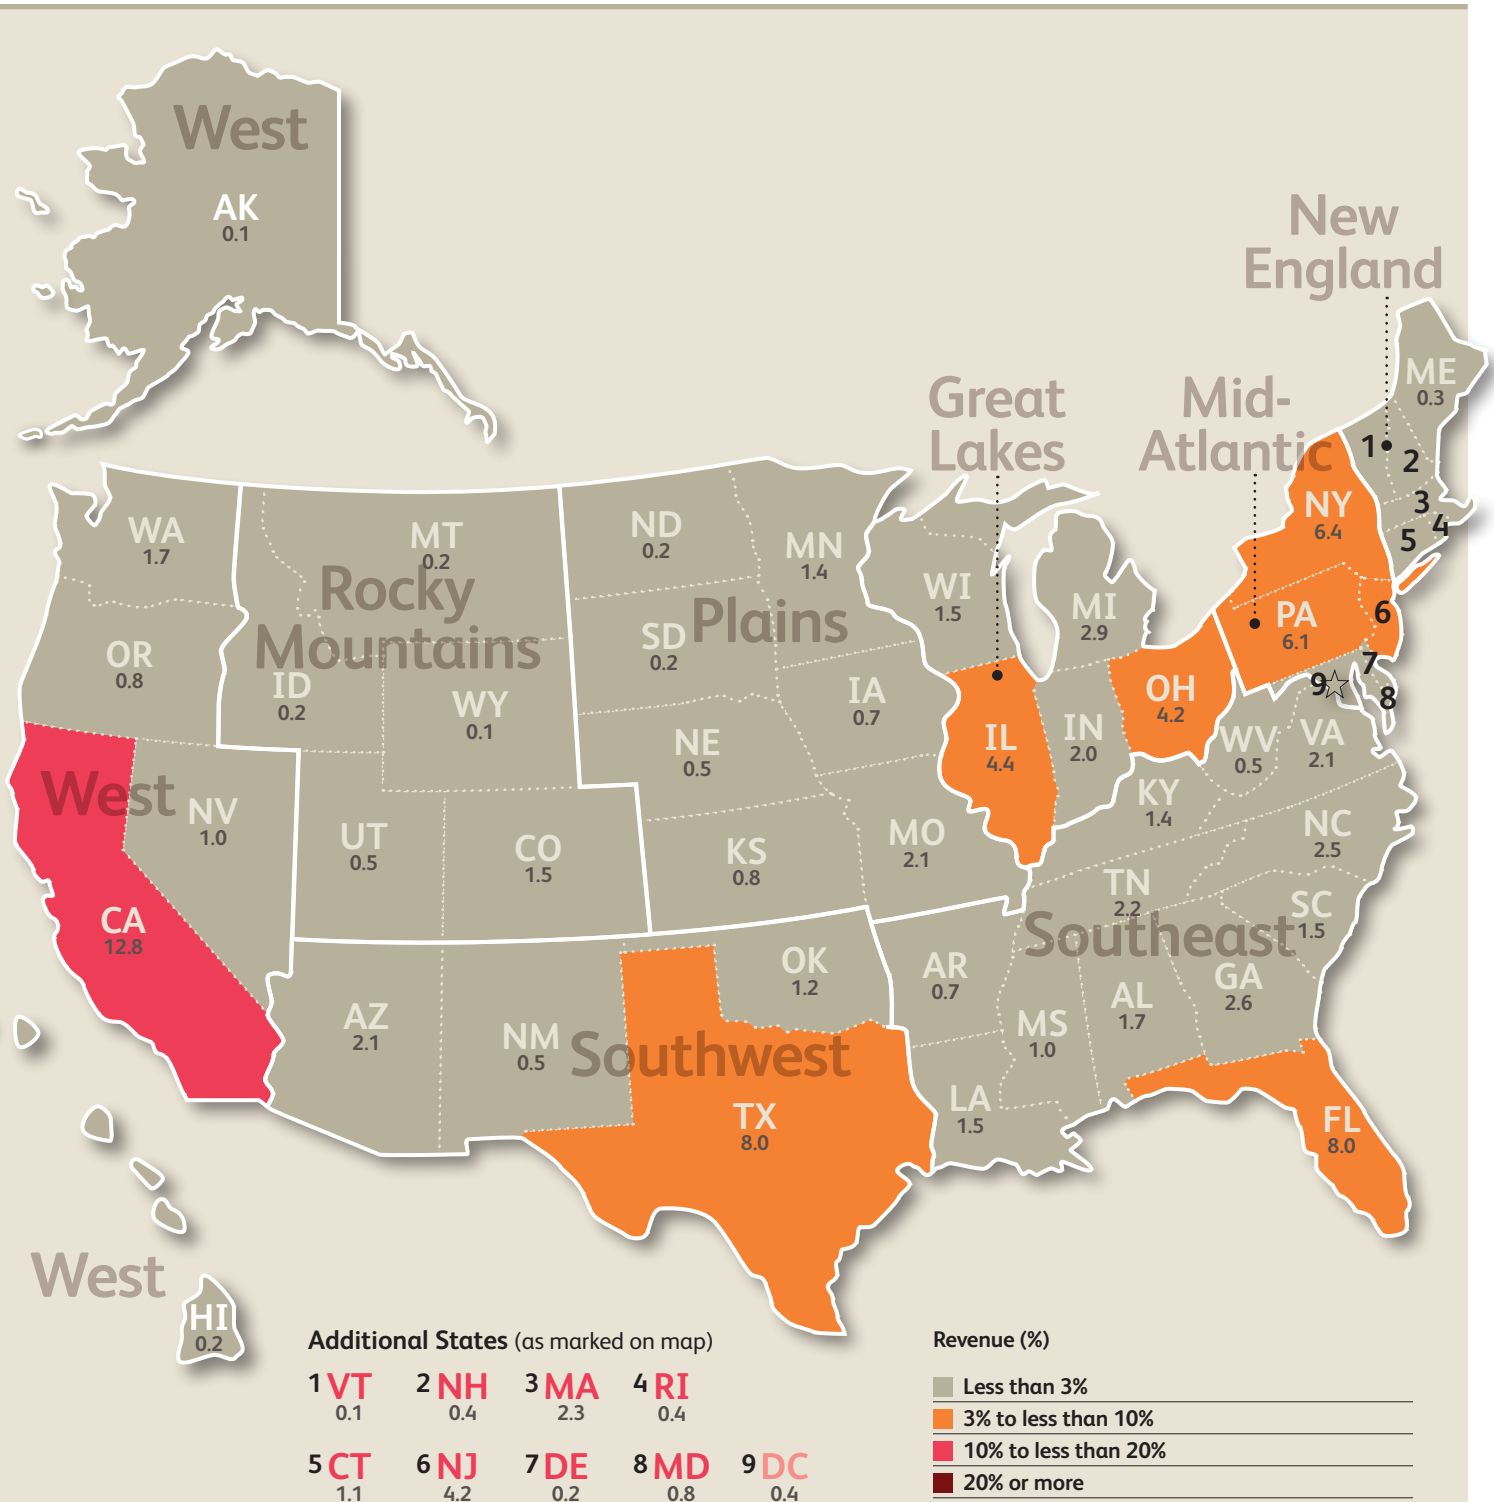 West
AK
0.1
New
England
ME
0.3
Great
Lakes
Mid-
Atlantic
1
2
3
4
5
NY
6.4
WA
1.7
MT
0.2
ND
0.2
MN
1.4
Rocky
Mountains
Plains
WI
1.5
MI
2.9
PA
6.1
6
7
8
9
OR
0.8
ID
0.2
WY
0.1
SD
0.2
IA
0.7
NE
0.5
IL
4.4
IN
2.0
OH
4.2
WV
0.5
VA
2.1
West
NV
1.0
UT
0.5
CO
1.5
KS
0.8
MO
2.1
KY
1.4
NC
2.5
TN
2.2
SC
1.5
Southeast
CA
12.8
AZ
2.1
NM
0.5
OK
1.2
AR
0.7
MS
1.0
AL
1.7
GA
2.6
Southwest
TX
8.0
LA
1.5
FL
8.0
West
HI
0.2
Additional States (as marked on map)
1 VT 2 NH 3 MA 4 RI
0.1 0.4 2.3 0.4
5 CT 6 NJ 7 DE 8 MD 9 DC
1.1 4.2 0.2 0.8 0.4
Revenue (%)
Less than 3%
3% to less than 10%
10% to less than 20%
20% or more